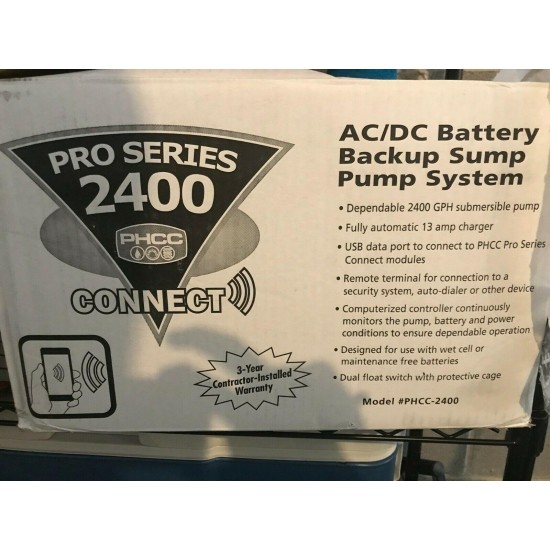 PRO SERIES
2400
PHCC
CONNECT
3-Year
Contractor-Installed
Warranty
AC/DC Battery
Backup Sump
Pump System
• Dependable 2400 GPH submersible pump
• Fully automatic 13 amp charger
• USB data port to connect to PHCC Pro Series
Connect modules
• Remote terminal for connection to a
security system, auto-dialer or other device
• Computerized controller continuously
monitors the pump, battery and power
conditions to ensure dependable operation
• Designed for use with wet cell or
maintenance free batteries
• Dual float switch with protective cage
Model #PHCC-2400